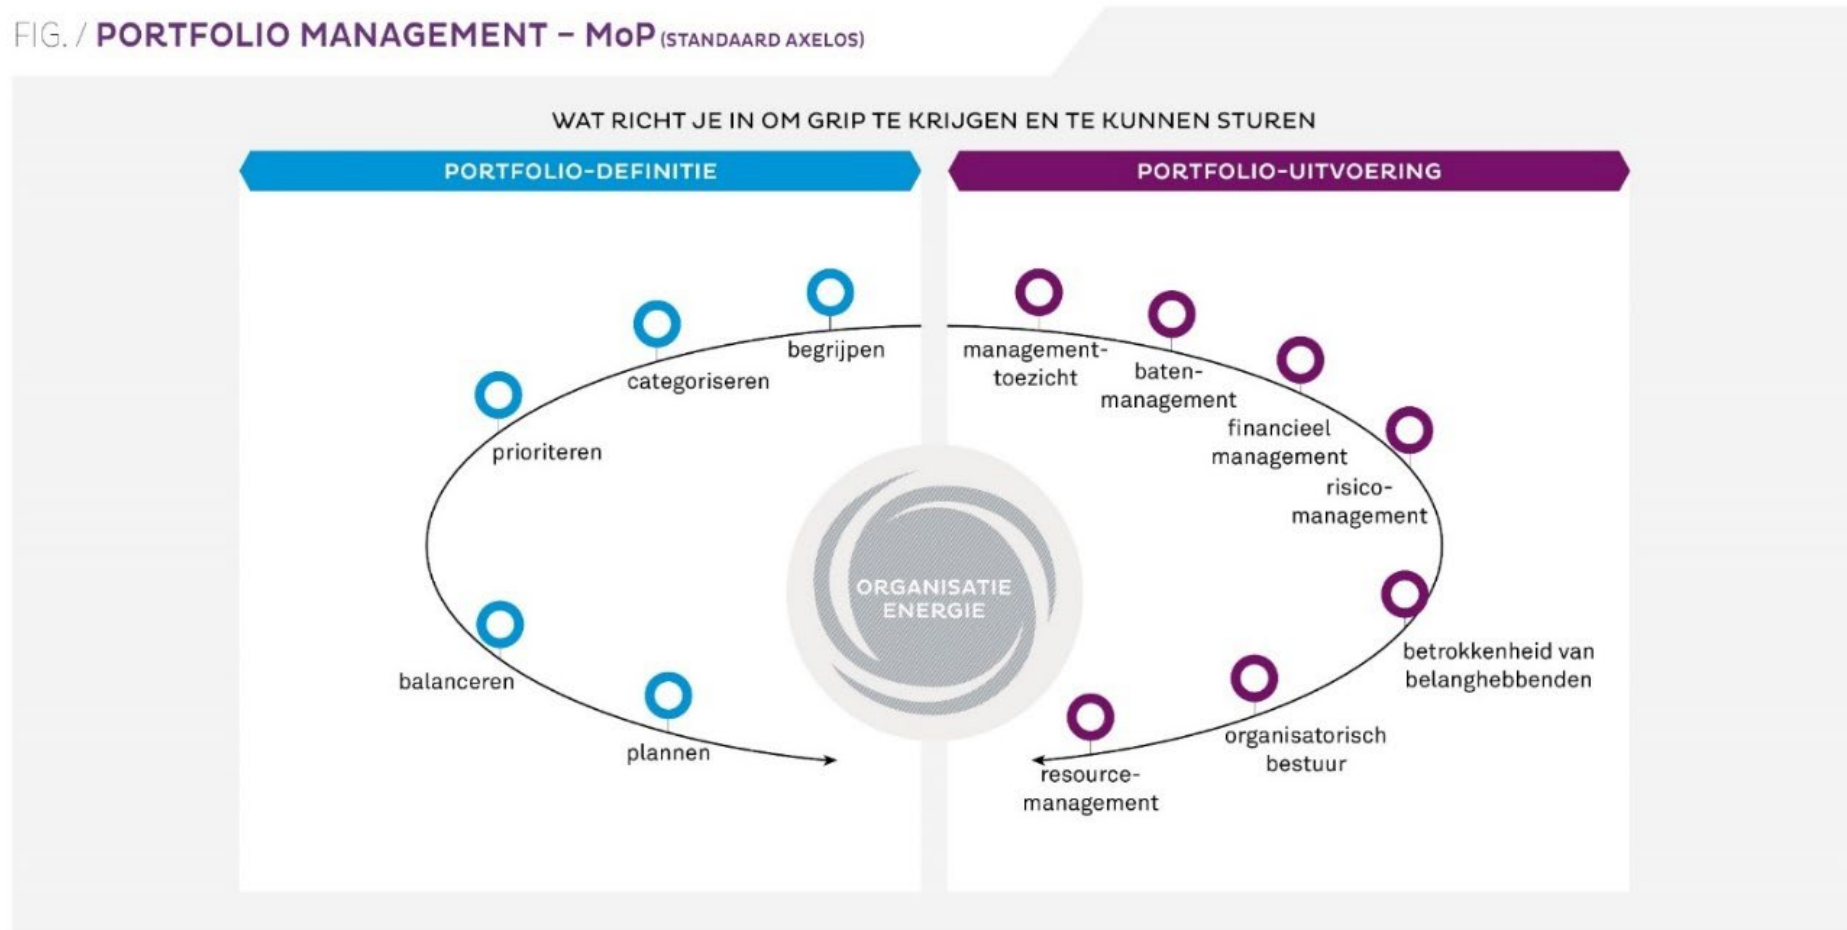 FIG. / PORTFOLIO MANAGEMENT – MoP (STANDAARD AXELOS)
WAT RICHT JE IN OM GRIP TE KRIJGEN EN TE KUNNEN STUREN
PORTFOLIO-DEFINITIE
begrijpen
categoriseren
prioriteren
balanceren
plannen
PORTFOLIO-UITVOERING
management-
toezicht
baten-
management
financieel
management
risico-
management
betrokkenheid van
belanghebbenden
organisatorisch
bestuur
resource-
management
ORGANISATIE
ENERGIE